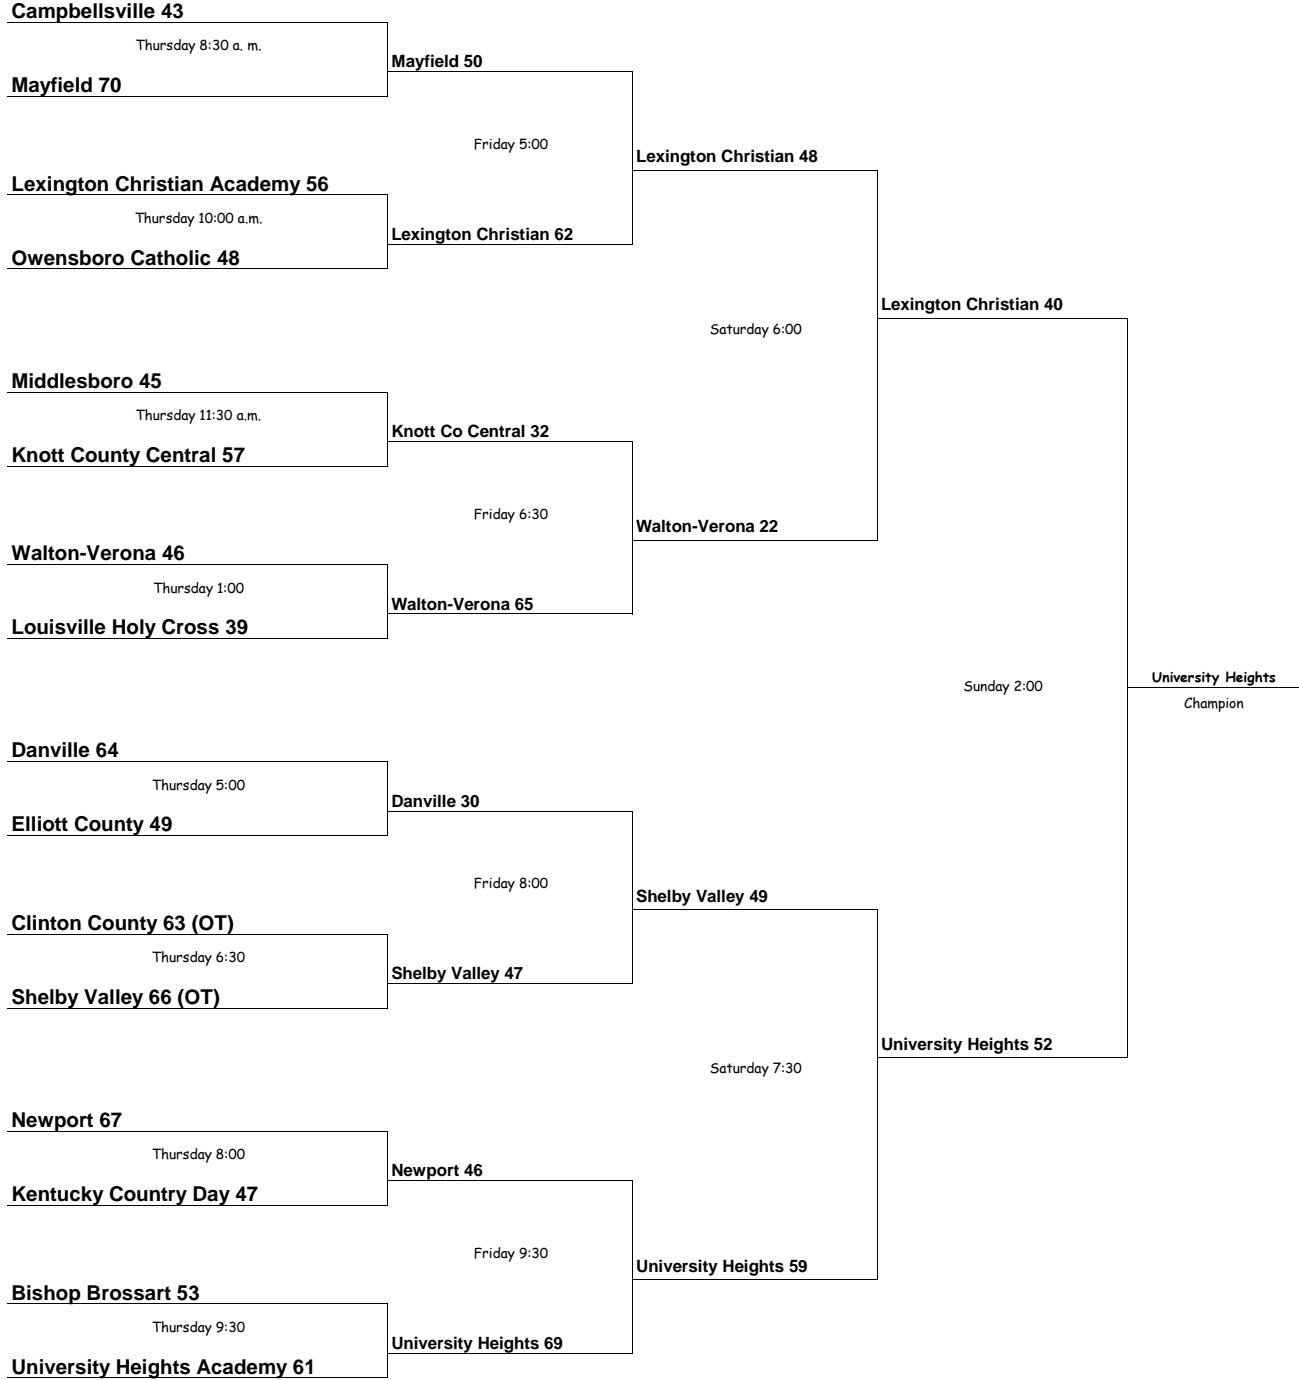 Campbellsville 43
Thursday 8:30 a. m.
Mayfield 50
Mayfield 70
Friday 5:00
Lexington Christian 48
Lexington Christian Academy 56
Thursday 10:00 a.m.
Lexington Christian 62
Owensboro Catholic 48
Lexington Christian 40
Saturday 6:00
Middlesboro 45
Thursday 11:30 a.m.
Knott Co Central 32
Knott County Central 57
Friday 6:30
Walton-Verona 22
Walton-Verona 46
Thursday 1:00
Walton-Verona 65
Louisville Holy Cross 39
University Heights
Sunday 2:00
Champion
Danville 64
Thursday 5:00
Danville 30
Elliott County 49
Friday 8:00
Shelby Valley 49
Clinton County 63 (OT)
Thursday 6:30
Shelby Valley 47
Shelby Valley 66 (OT)
University Heights 52
Saturday 7:30
Newport 67
Thursday 8:00
Newport 46
Kentucky Country Day 47
Friday 9:30
University Heights 59
Bishop Brossart 53
Thursday 9:30
University Heights 69
University Heights Academy 61